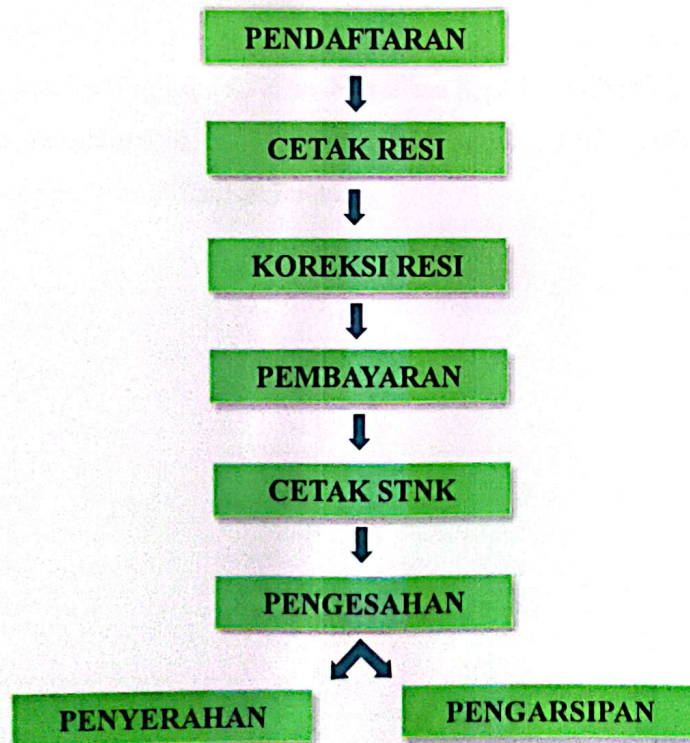 PENDAFTARAN
CETAK RESI
KOREKSI RESI
PEMBAYARAN
CETAK STNK
PENGESAHAN
PENYERAHAN
PENGARSIPAN